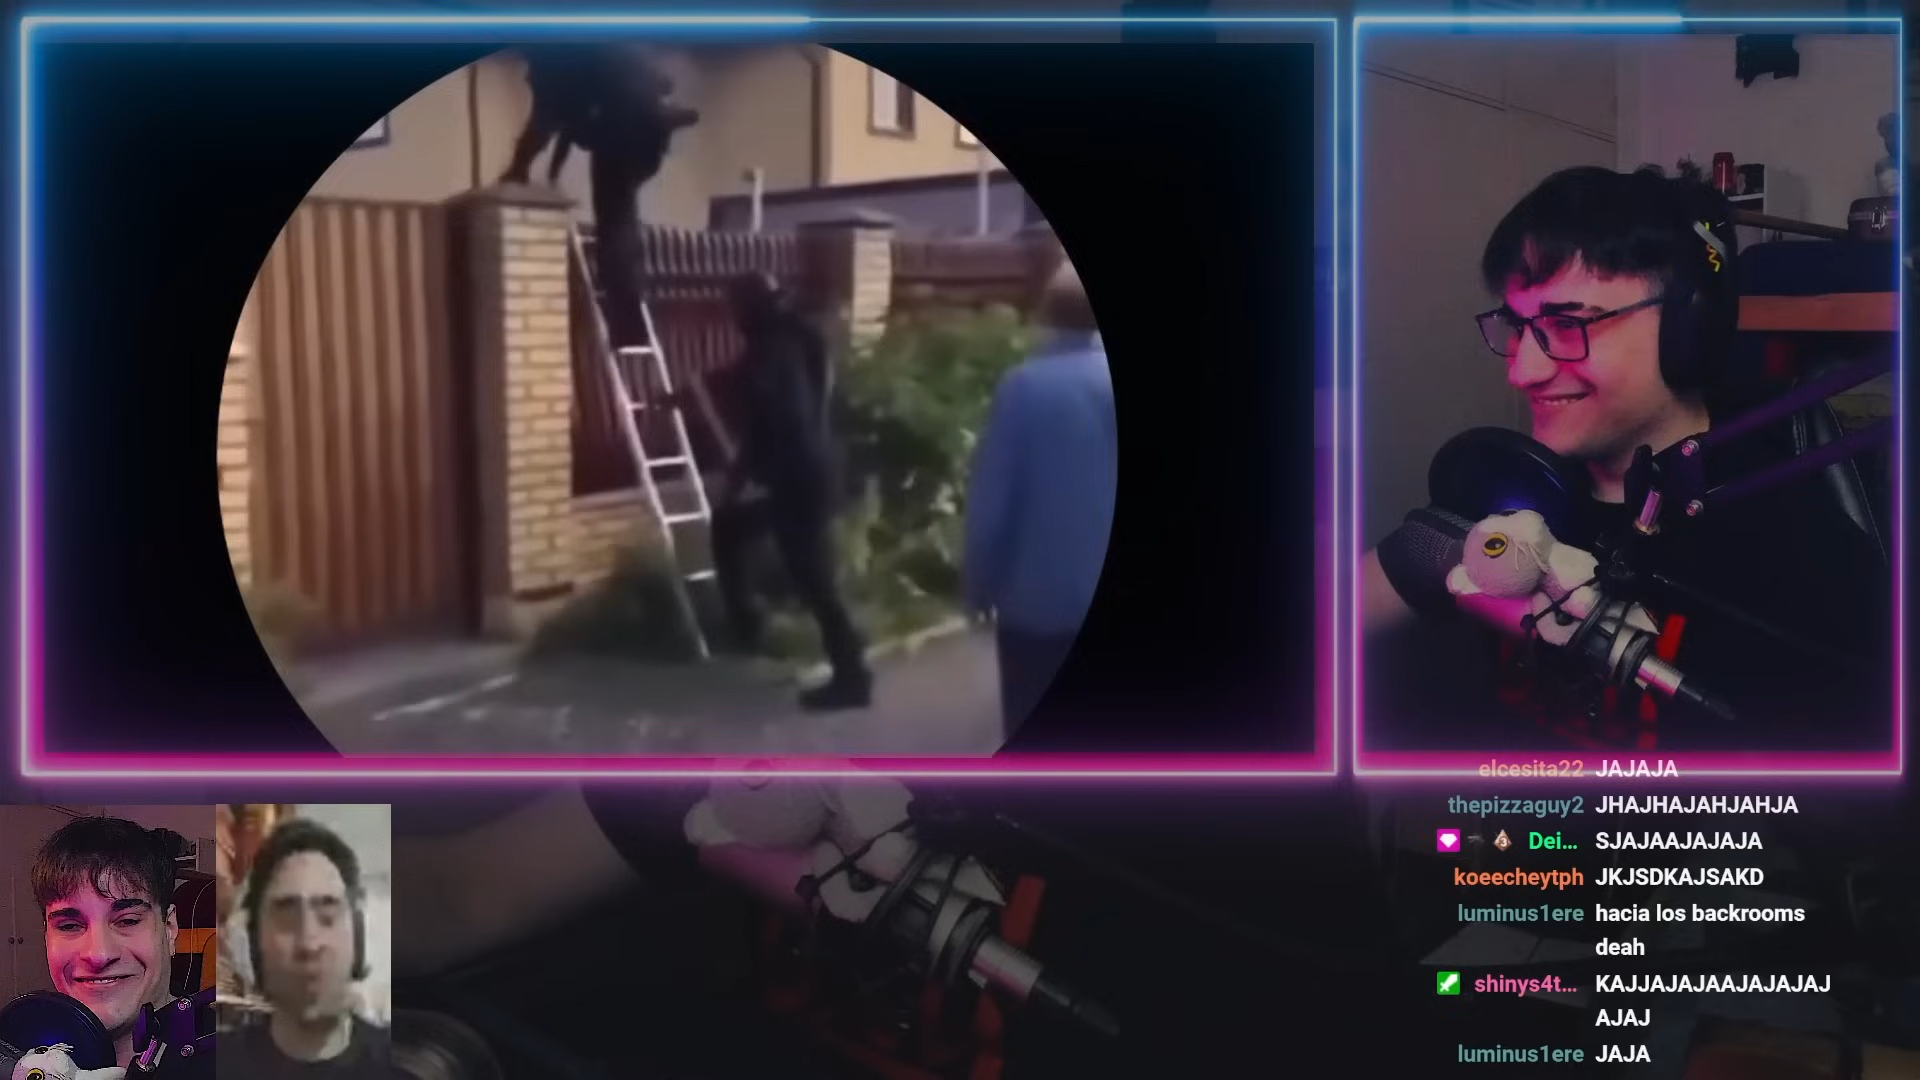 elcesita22 JAJAJA
thepizzaguy2 JHAJHAJAHJAHJA
Dei... SJAJAAJAJAJA
koeecheytph JKJSDKAJSAKD
luminus1ere hacia los backrooms
deah
shinys4t... KAJJAJAJAAJAJAJAJ
AJAJ
luminus1ere JAJA